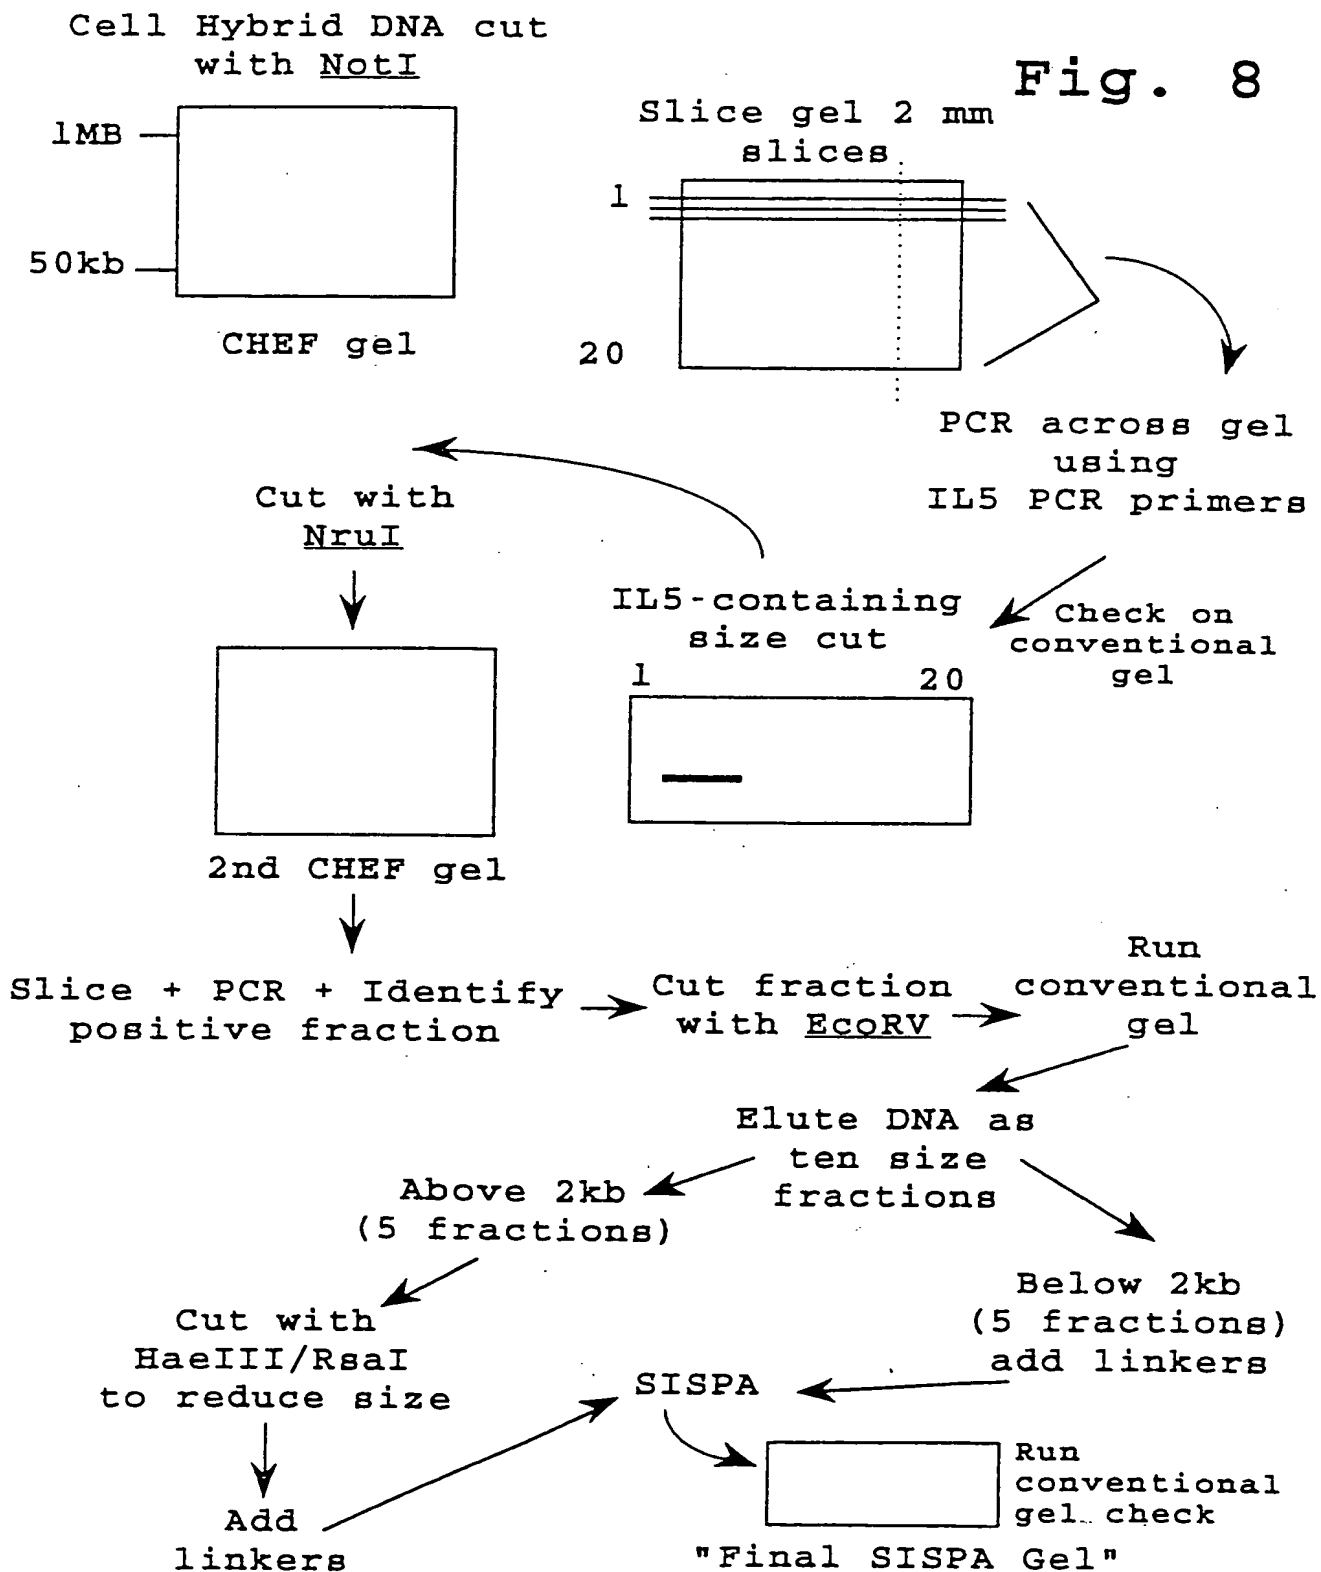 Fig. 8
Cell Hybrid DNA cut
with NotI
1MB
50kb
CHEF gel
Slice gel 2 mm
slices
1
20
PCR across gel
using
IL5 PCR primers
Check on
conventional
gel
IL5-containing
size cut
1 20
Cut with
NruI
2nd CHEF gel
Slice + PCR + Identify
positive fraction
Cut fraction
with EcoRV
Run
conventional
gel
Elute DNA as
ten size
fractions
Above 2kb
(5 fractions)
Cut with
HaeIII/RsaI
to reduce size
Add
linkers
Below 2kb
(5 fractions)
add linkers
SISPA
Run
conventional
gel check
"Final SISPA Gel"